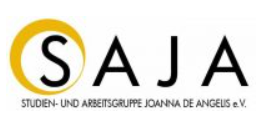 SAJA
STUDIEN- UND ARBEITSGRUPPE JOANNA DE ANGELIS e.V.